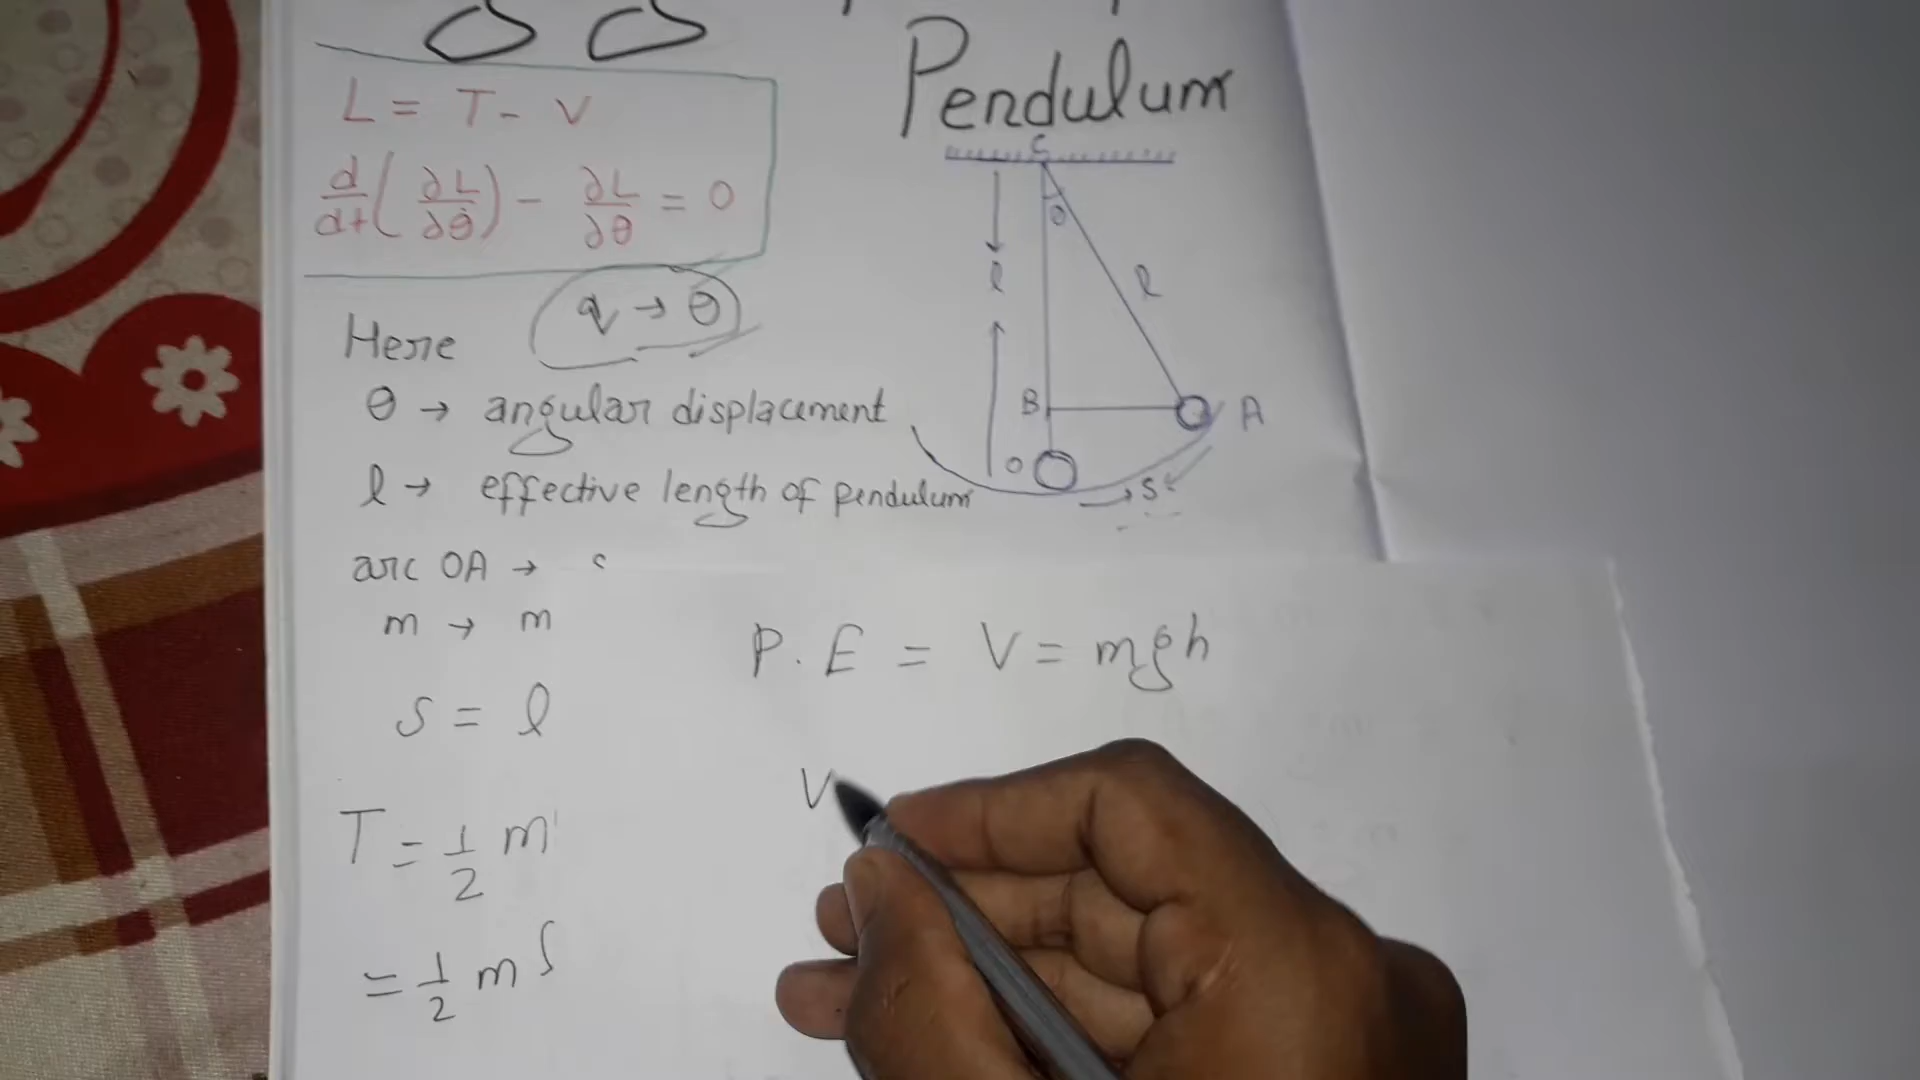 Pendulum
L = T - V
d/dt(∂L/∂θ̇) - ∂L/∂θ = 0
q → θ
Here
θ → angular displacement
l → effective length of pendulum
arc OA →
m → m
S = l
T = 1/2 m
= 1/2 m S
C
θ
l
l
B
A
O
S
P.E = V = mgh
V